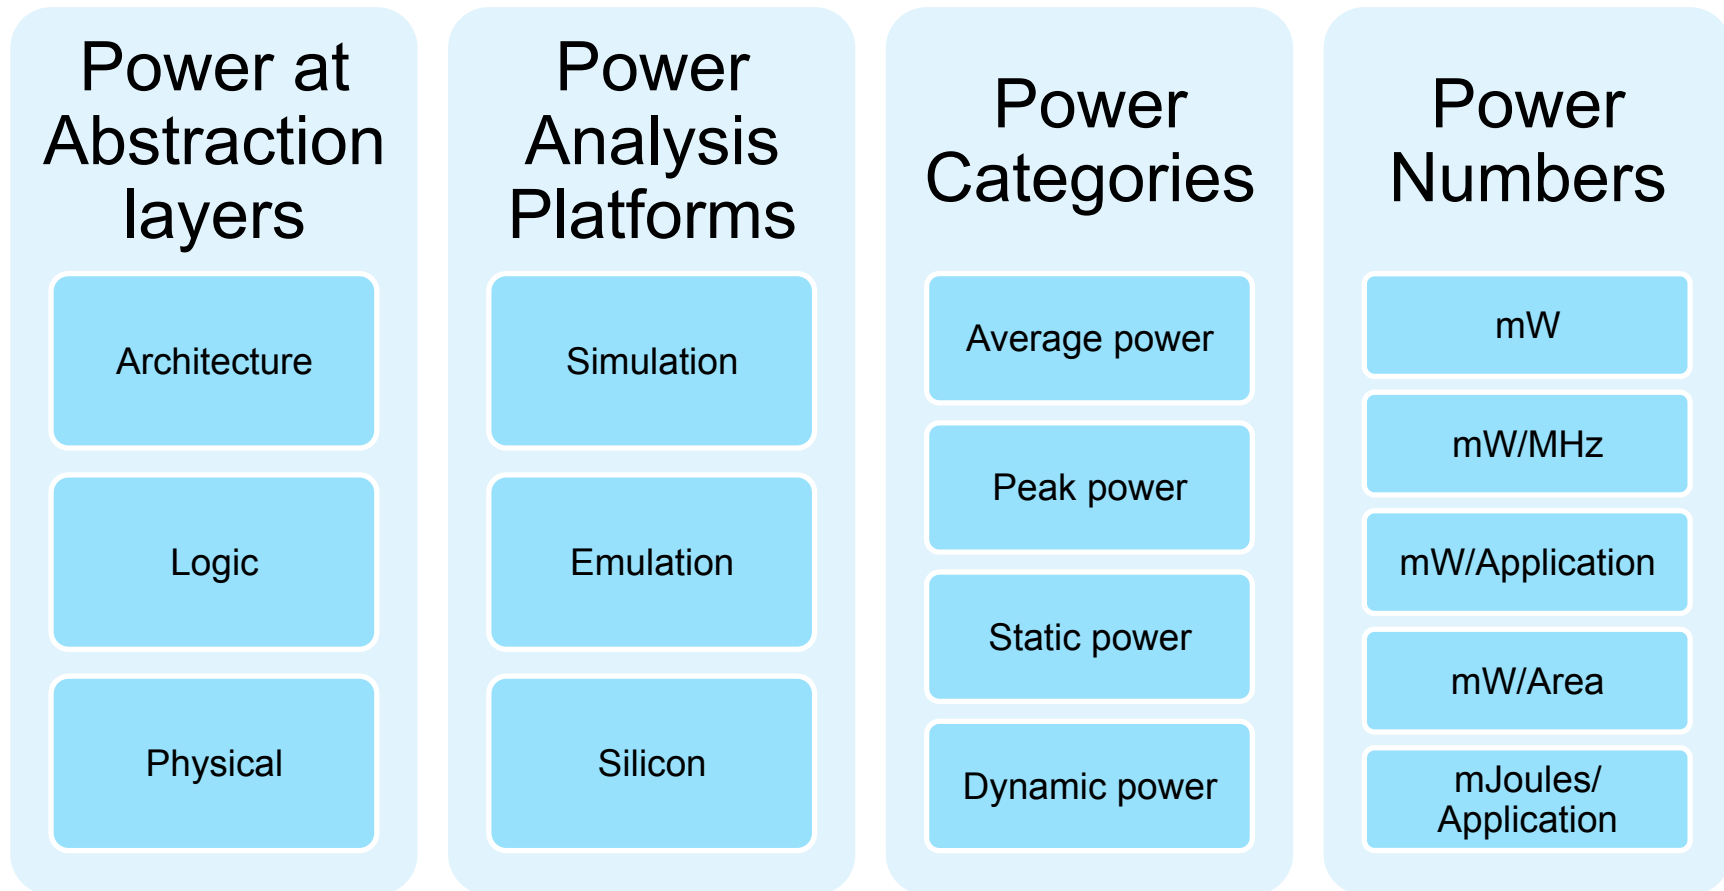 Power at
Abstraction
layers
Architecture
Logic
Physical
Power
Analysis
Platforms
Simulation
Emulation
Silicon
Power
Categories
Average power
Peak power
Static power
Dynamic power
Power
Numbers
mW
mW/MHz
mW/Application
mW/Area
mJoules/
Application